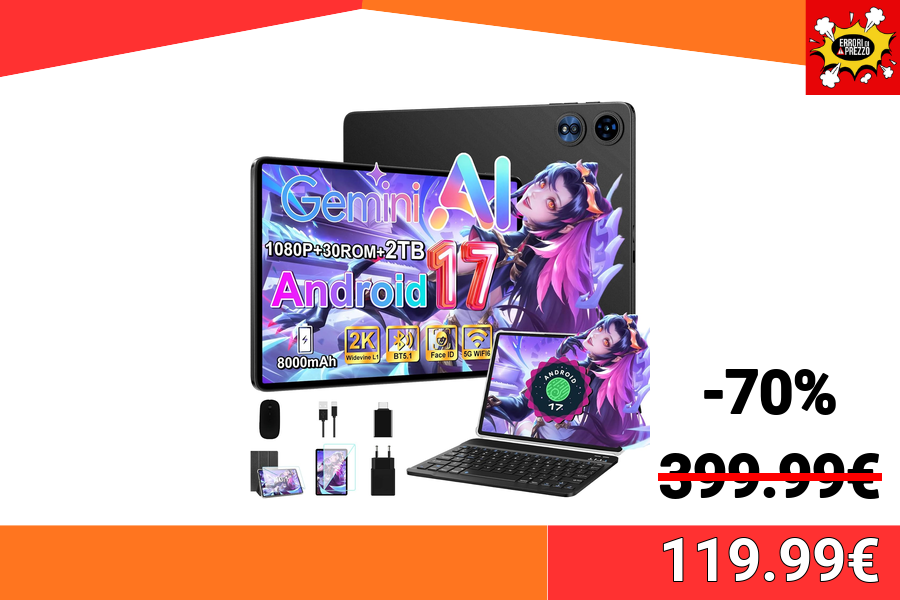 ERRORI DI
PREZZO
Gemini AI
1080P+30ROM+2TB
Android 17
8000mAh
2K
Widevine L1
BT5.1
Face ID
5G WIFI6
ANDROID
17
-70%
399.99€
119.99€